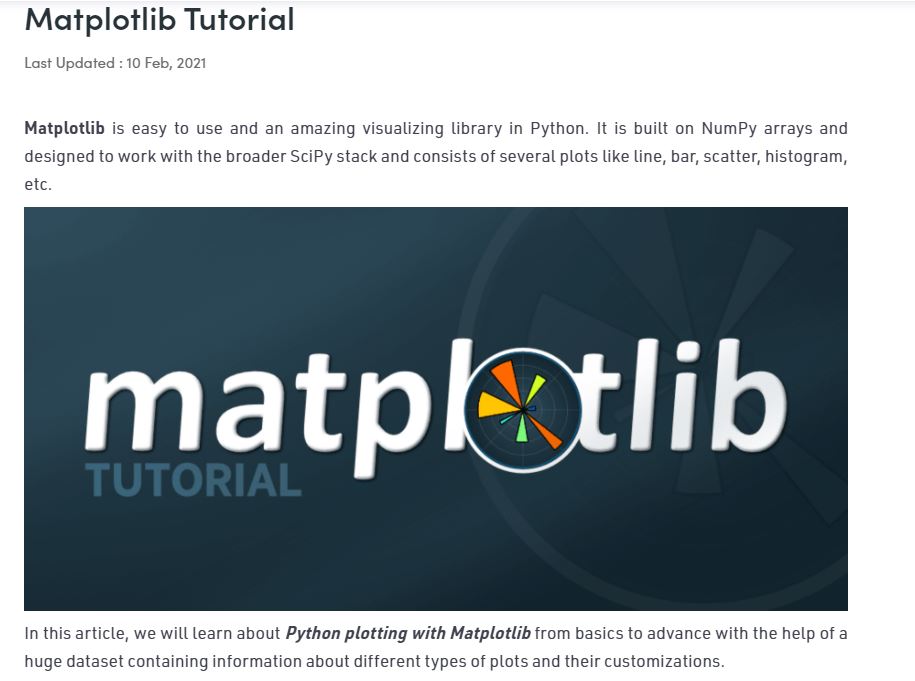 Matplotlib Tutorial
Last Updated : 10 Feb, 2021
Matplotlib is easy to use and an amazing visualizing library in Python. It is built on NumPy arrays and
designed to work with the broader SciPy stack and consists of several plots like line, bar, scatter, histogram,
etc.
matplotlib
TUTORIAL
In this article, we will learn about Python plotting with Matplotlib from basics to advance with the help of a
huge dataset containing information about different types of plots and their customizations.